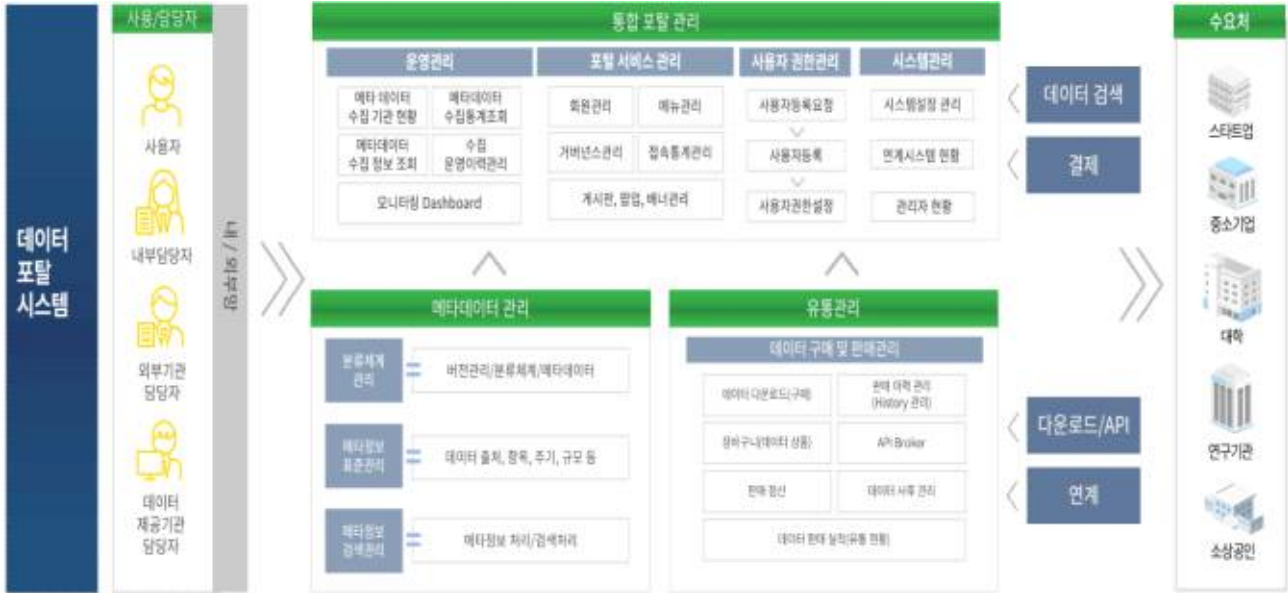 데이터
포탈
시스템
사용/담당자
사용자
내부담당자
외부기관
담당자
데이터
제공기관
담당자
내 / 외부망
통합 포탈 관리
운영관리
메타 데이터
수집 기관 현황
메타데이터
수집통계조회
메타데이터
수집 정보 조회
수집
운영이력관리
모니터링 Dashboard
포탈 서비스 관리
회원관리
메뉴관리
거버넌스관리
접속통계관리
게시판, 팝업, 배너관리
사용자 권한관리
사용자등록요청
사용자등록
사용자권한설정
시스템관리
시스템설정 관리
연계시스템 현황
관리자 현황
메타데이터 관리
분류체계
관리
버전관리/분류체계/메타데이터
메타정보
표준관리
데이터 출처, 항목, 주기, 규모 등
메타정보
검색관리
메타정보 처리/검색처리
유통관리
데이터 구매 및 판매관리
데이터 다운로드(구매)
판매 이력 관리
(History 관리)
장바구니(데이터 상품)
API Broker
판매 정산
데이터 사후 관리
데이터 판매 실적(유통 현황)
데이터 검색
결제
다운로드/API
연계
수요처
스타트업
중소기업
대학
연구기관
소상공인